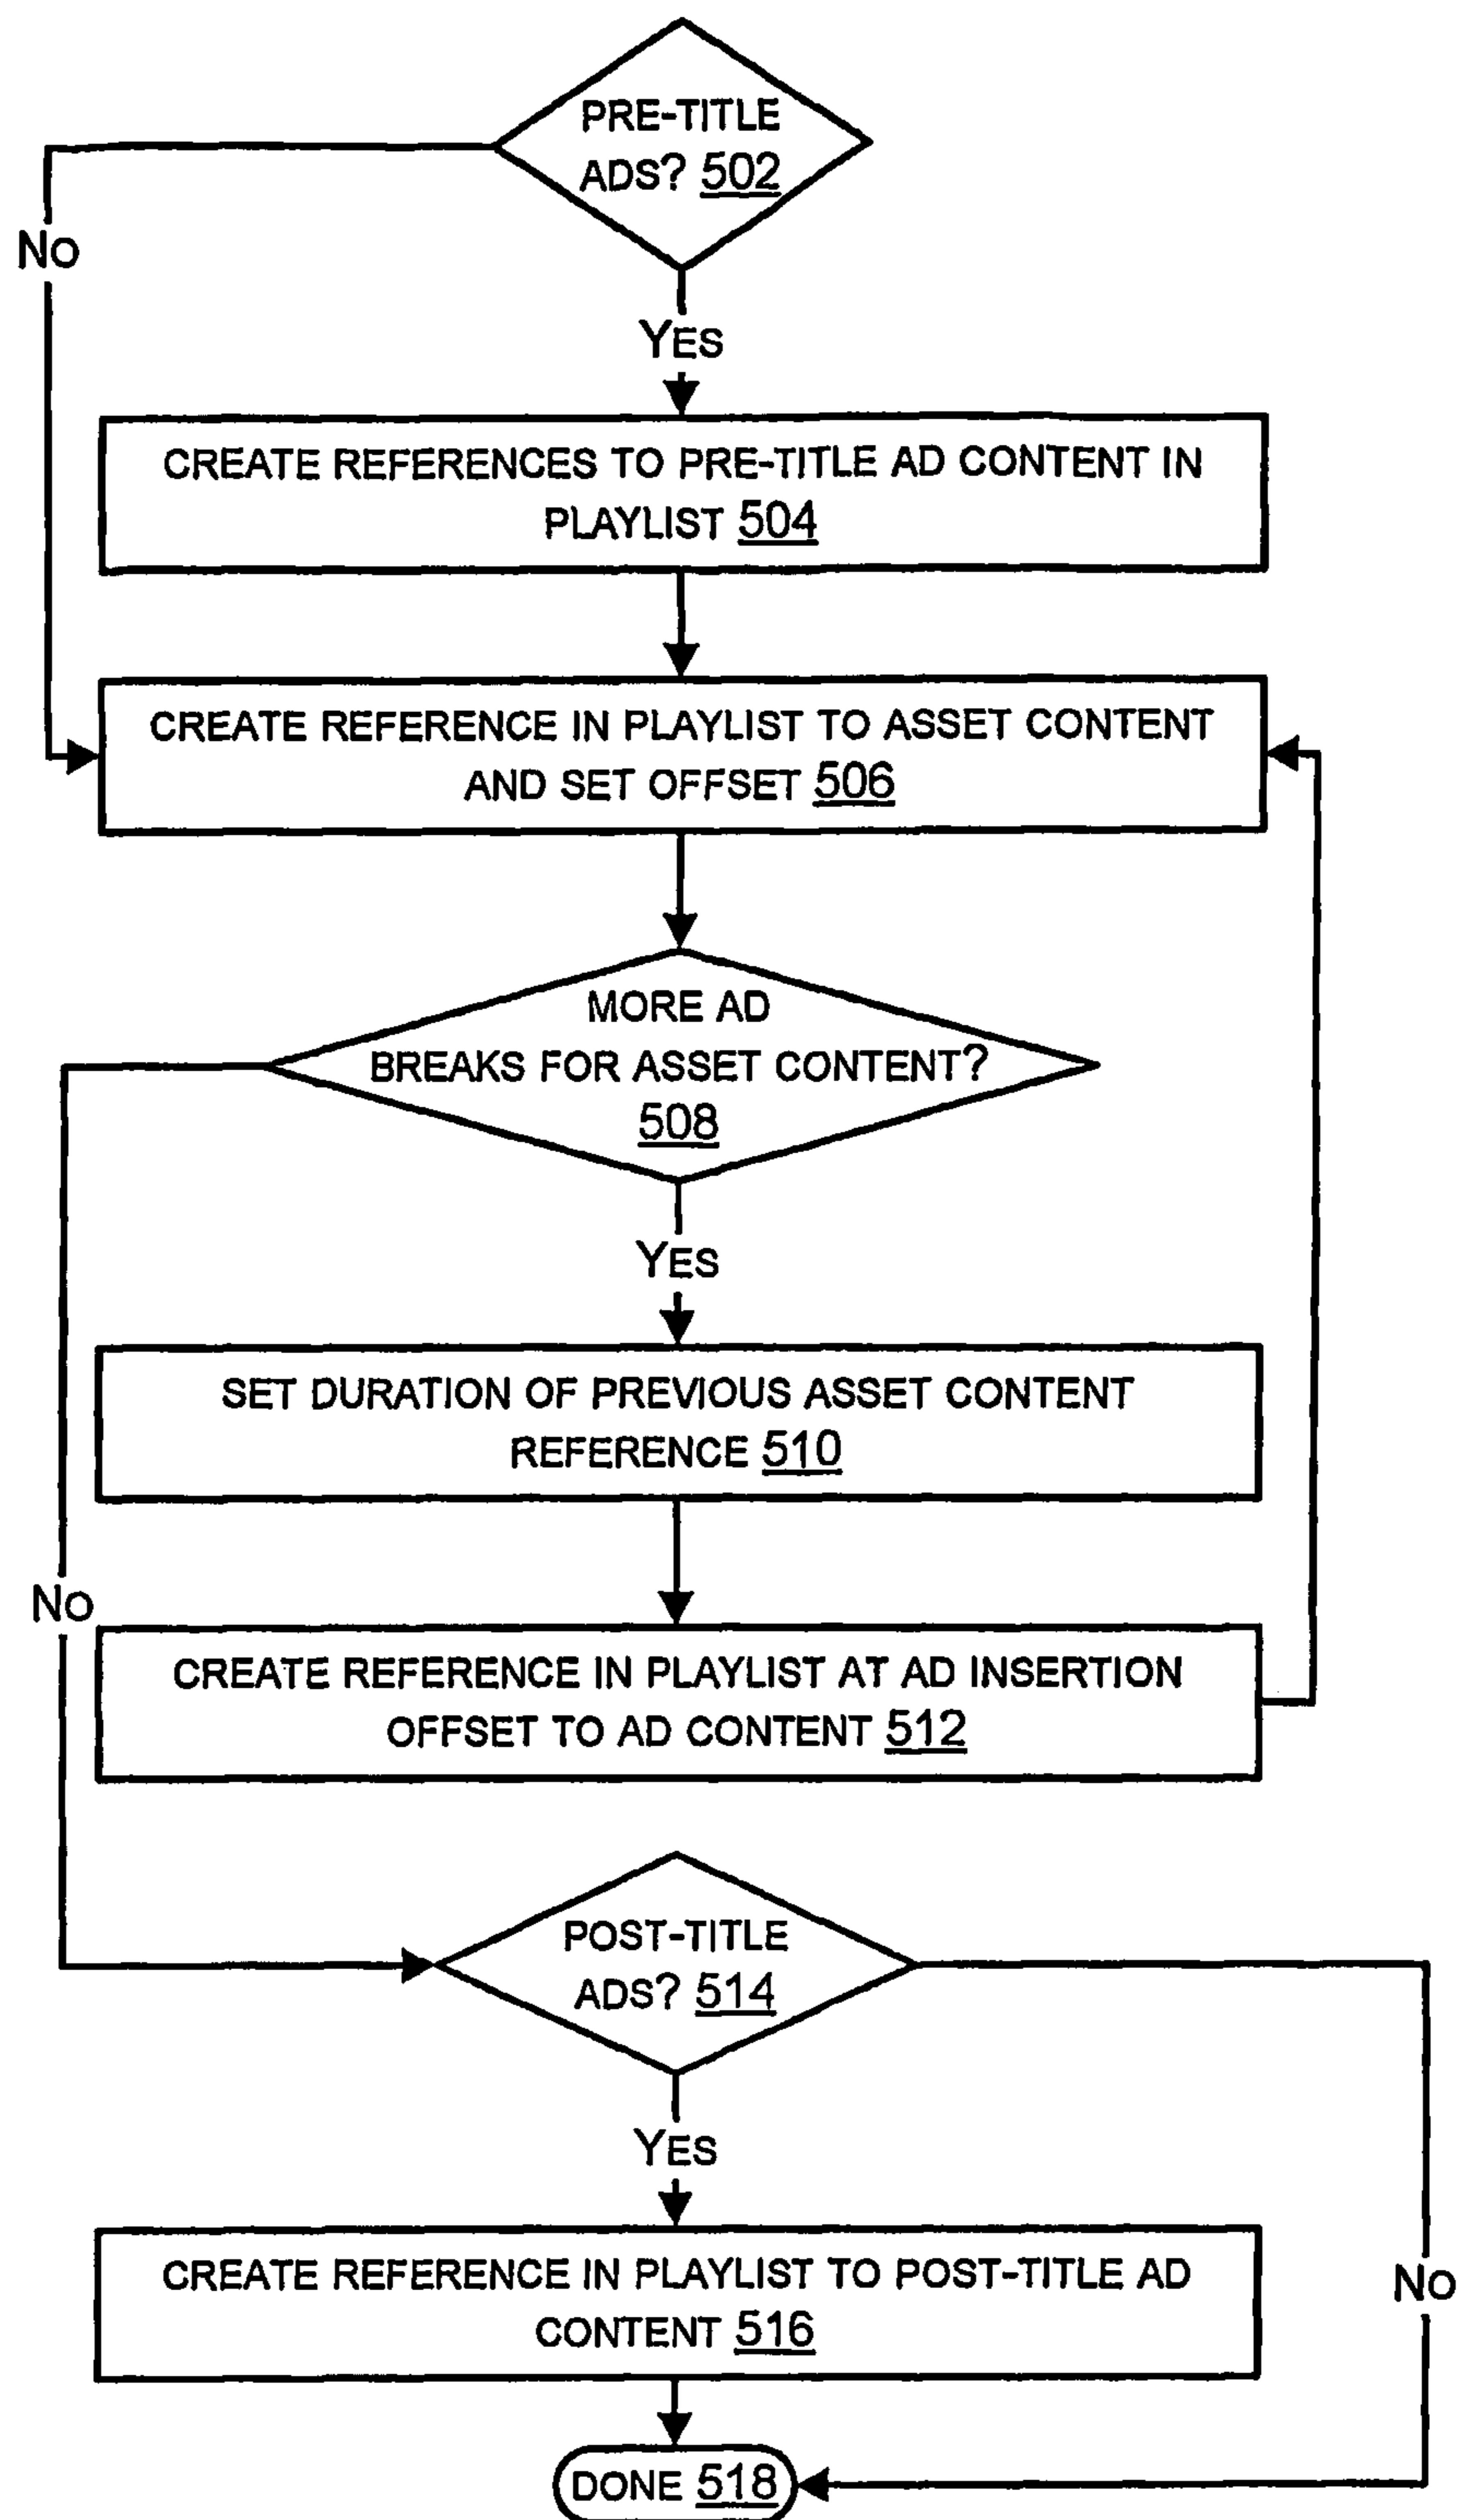 PRE-TITLE
ADS? 502
NO
YES
CREATE REFERENCES TO PRE-TITLE AD CONTENT IN
PLAYLIST 504
CREATE REFERENCE IN PLAYLIST TO ASSET CONTENT
AND SET OFFSET 506
MORE AD
BREAKS FOR ASSET CONTENT?
508
YES
SET DURATION OF PREVIOUS ASSET CONTENT
REFERENCE 510
NO
CREATE REFERENCE IN PLAYLIST AT AD INSERTION
OFFSET TO AD CONTENT 512
POST-TITLE
ADS? 514
YES
CREATE REFERENCE IN PLAYLIST TO POST-TITLE AD
CONTENT 516
NO
DONE 518